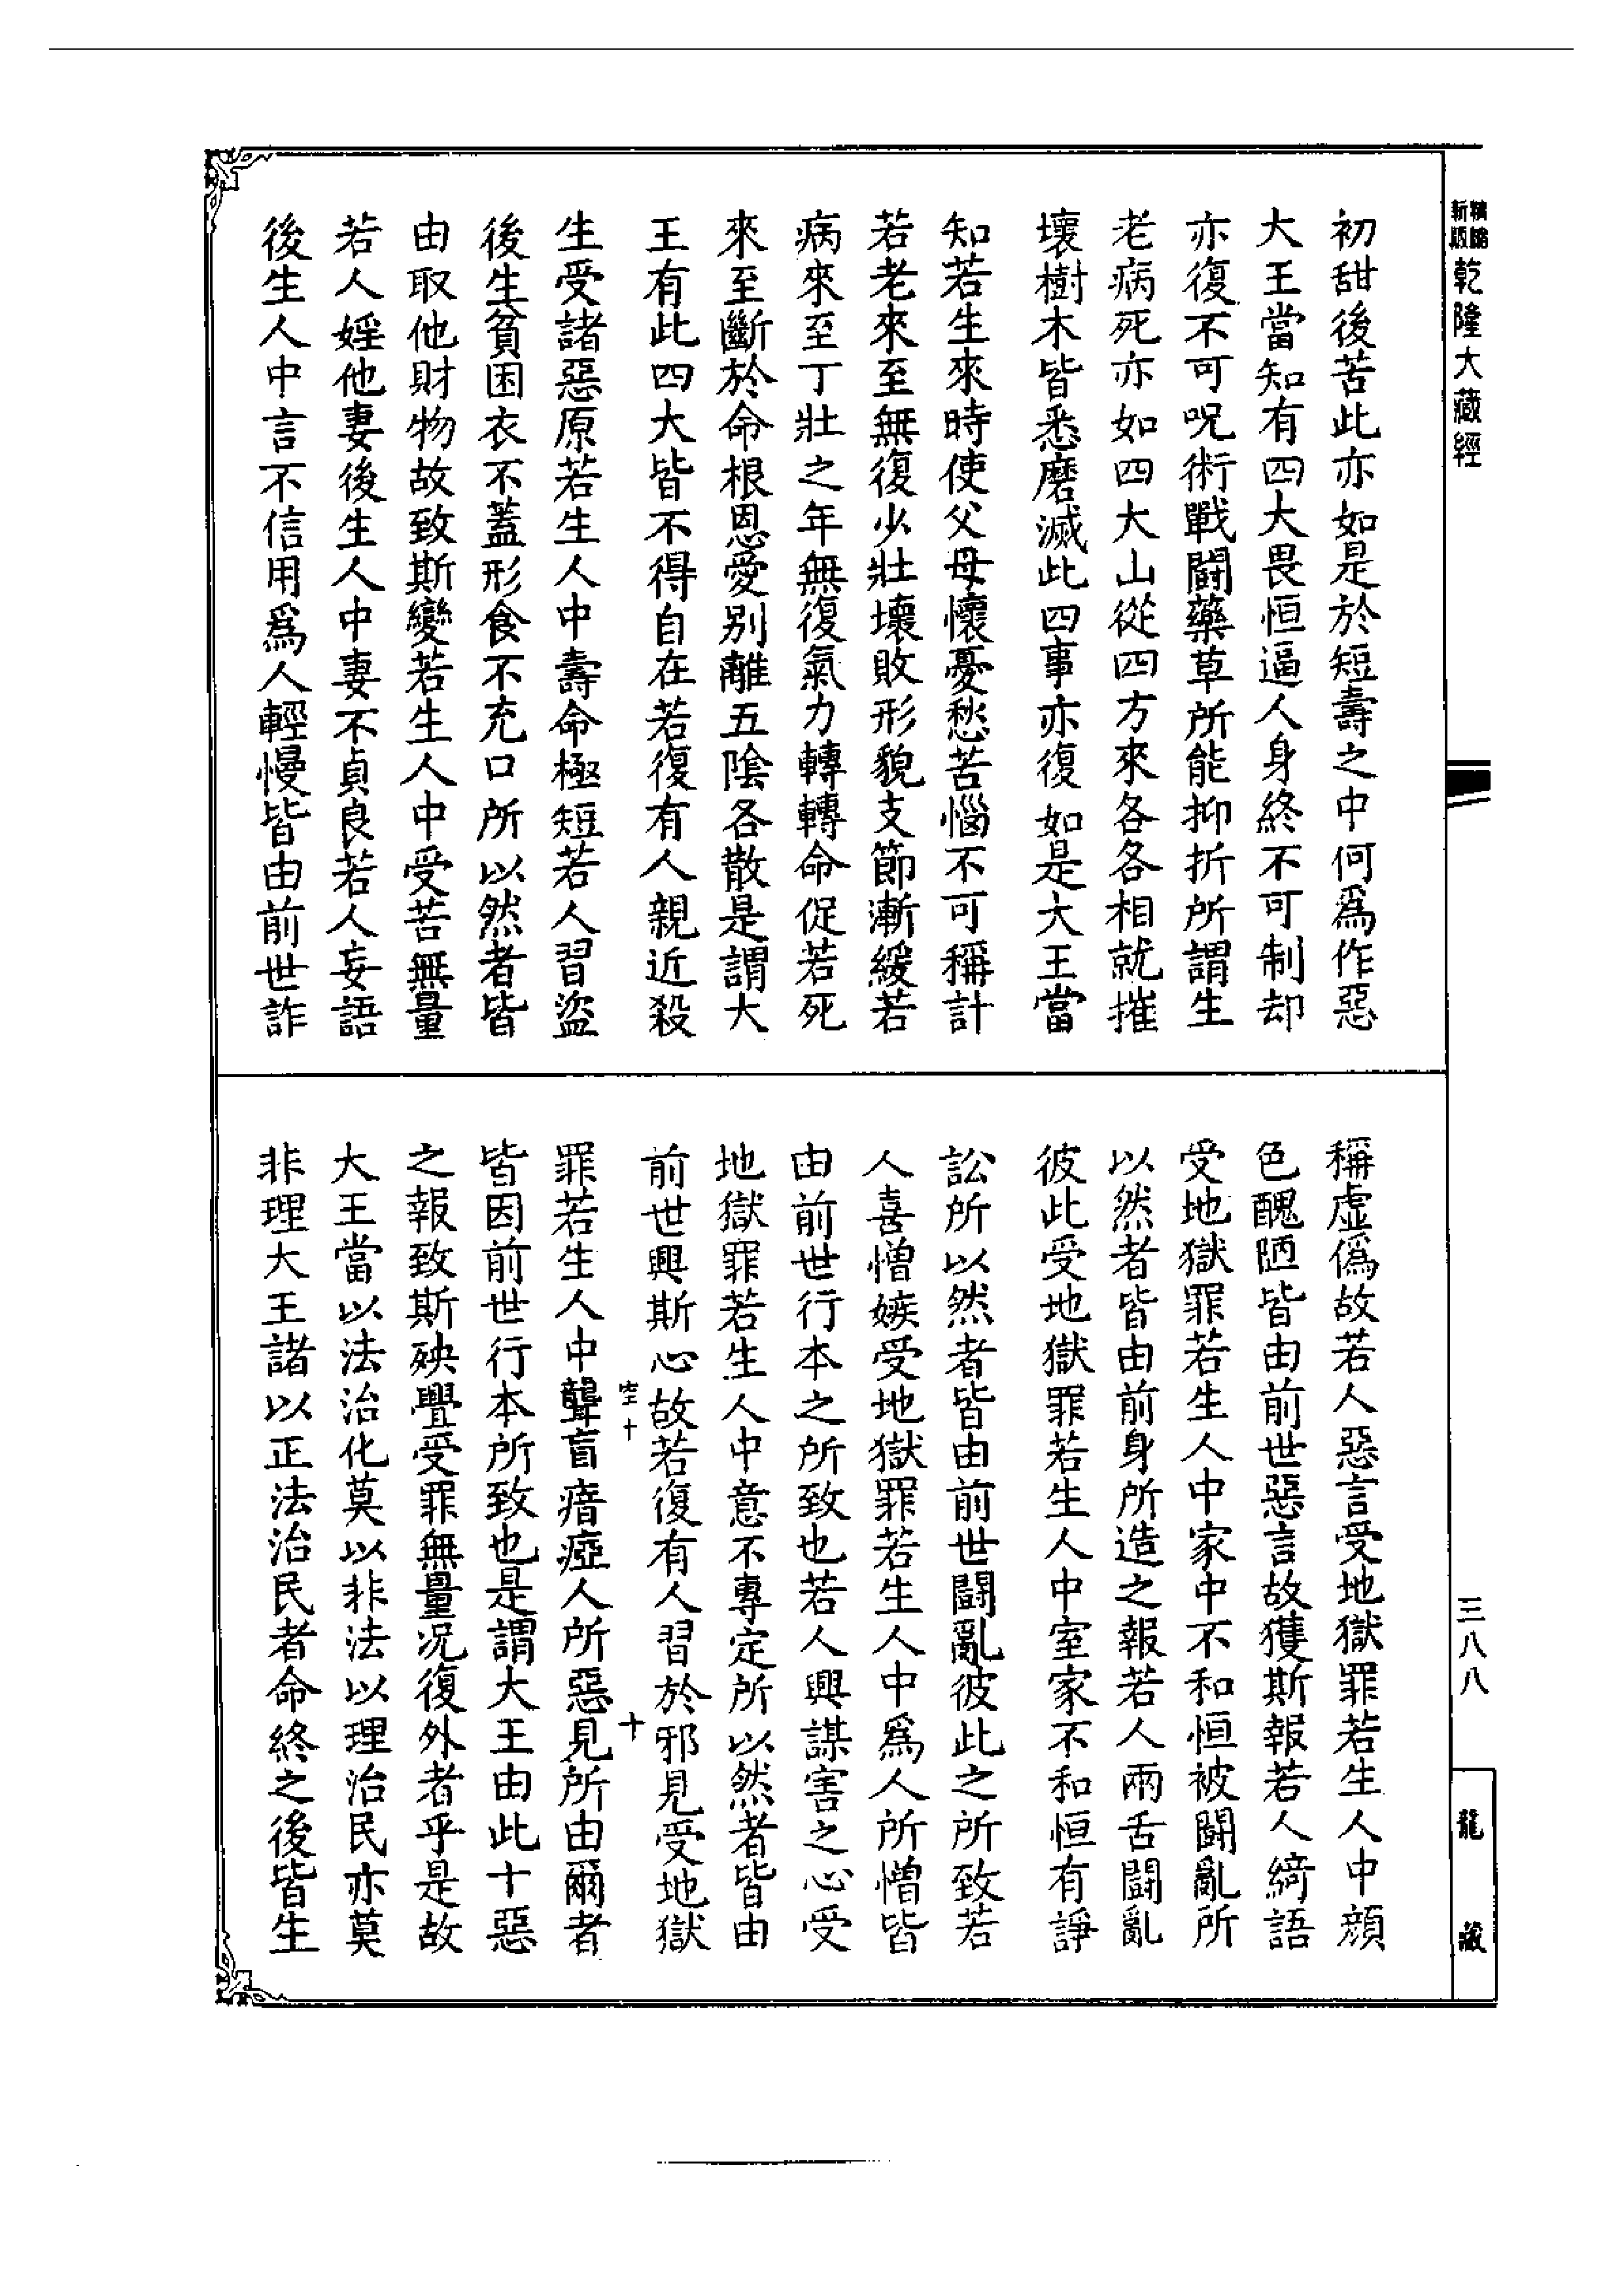 精縮
新版
乾隆大藏經
三八八
龍藏
初甜後苦此亦如是於短壽之中何爲作惡
大王當知有四大畏恒逼人身終不可制却
亦復不可呪術戰鬪藥草所能抑折所謂生
老病死亦如四大山從四方來各各相就摧
壞樹木皆悉磨滅此四事亦復如是大王當
知若生來時使父母懷憂愁苦惱不可稱計
若老來至無復少壯壞敗形貌支節漸緩若
病來至丁壯之年無復氣力轉轉命促若死
來至斷於命根恩愛別離五陰各散是謂大
王有此四大皆不得自在若復有人親近殺
生受諸惡原若生人中壽命極短若人習盜
後生貧困衣不蓋形食不充口所以然者皆
由取他財物故致斯變若生人中受苦無量
若人婬他妻後生人中妻不貞良若人妄語
後生人中言不信用爲人輕慢皆由前世詐
稱虛僞故若人惡言受地獄罪若生人中顏
色醜陋皆由前世惡言故獲斯報若人綺語
受地獄罪若生人中家中不和恒被鬪亂所
以然者皆由前身所造之報若人兩舌鬪亂
彼此受地獄罪若生人中室家不和恒有諍
訟所以然者皆由前世鬪亂彼此之所致若
人喜憎嫉受地獄罪若生人中爲人所憎皆
由前世行本之所致也若人興謀害之心受
地獄罪若生人中意不專定所以然者皆由
前世興斯心故若復有人習於邪見受地獄
空十
十
罪若生人中聾盲瘖瘂人所惡見所由爾者
皆因前世行本所致也是謂大王由此十惡
之報致斯殃舋受罪無量況復外者乎是故
大王當以法治化莫以非法以理治民亦莫
非理大王諸以正法治民者命終之後皆生